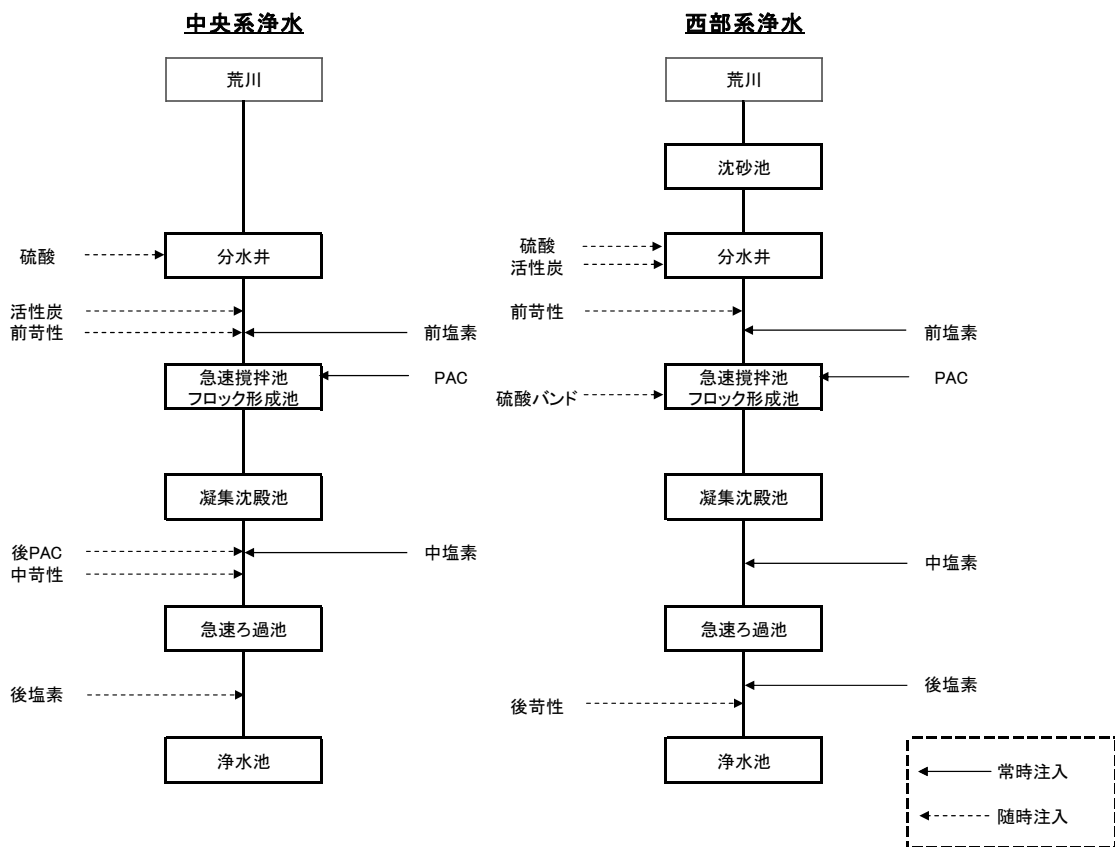 中央系浄水
荒川
硫酸
分水井
活性炭
前苛性
前塩素
急速攪拌池
フロック形成池
PAC
凝集沈殿池
後PAC
中苛性
中塩素
急速ろ過池
後塩素
浄水池
西部系浄水
荒川
沈砂池
硫酸
活性炭
分水井
前苛性
前塩素
急速攪拌池
フロック形成池
PAC
硫酸バンド
凝集沈殿池
中塩素
急速ろ過池
後塩素
後苛性
浄水池
常時注入
随時注入